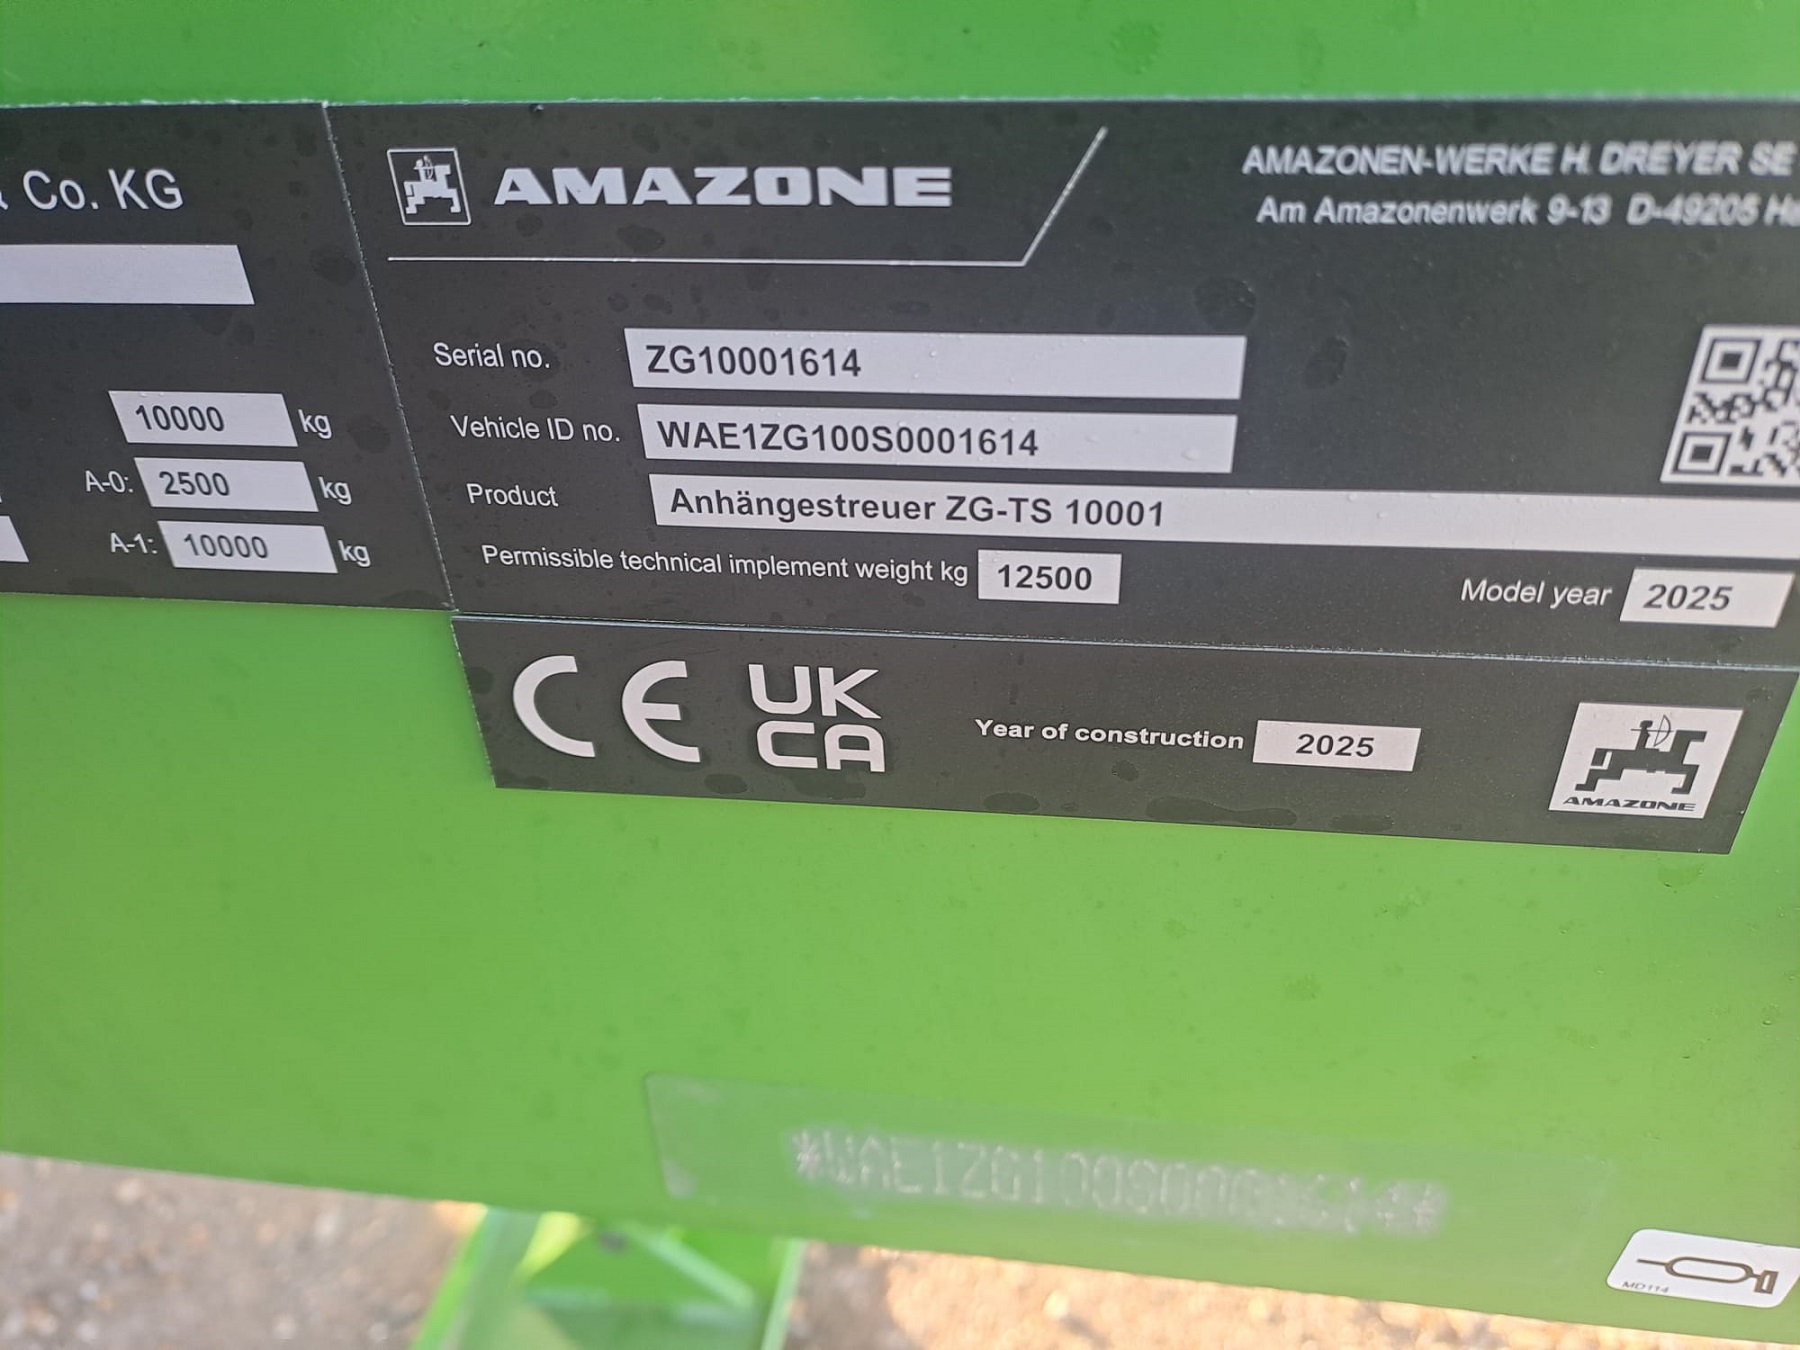 Co. KG
10000 kg
A-0: 2500 kg
A-1: 10000 kg
AMAZONE
AMAZONEN-WERKE H. DREYER SE
Am Amazonenwerk 9-13 D-49205
Serial no. ZG10001614
Vehicle ID no. WAE1ZG100S0001614
Product Anhängestreuer ZG-TS 10001
Permissible technical implement weight kg 12500
Model year 2025
CE UK CA
Year of construction 2025
AMAZONE
*WAE1ZG100S0001614*
MD114